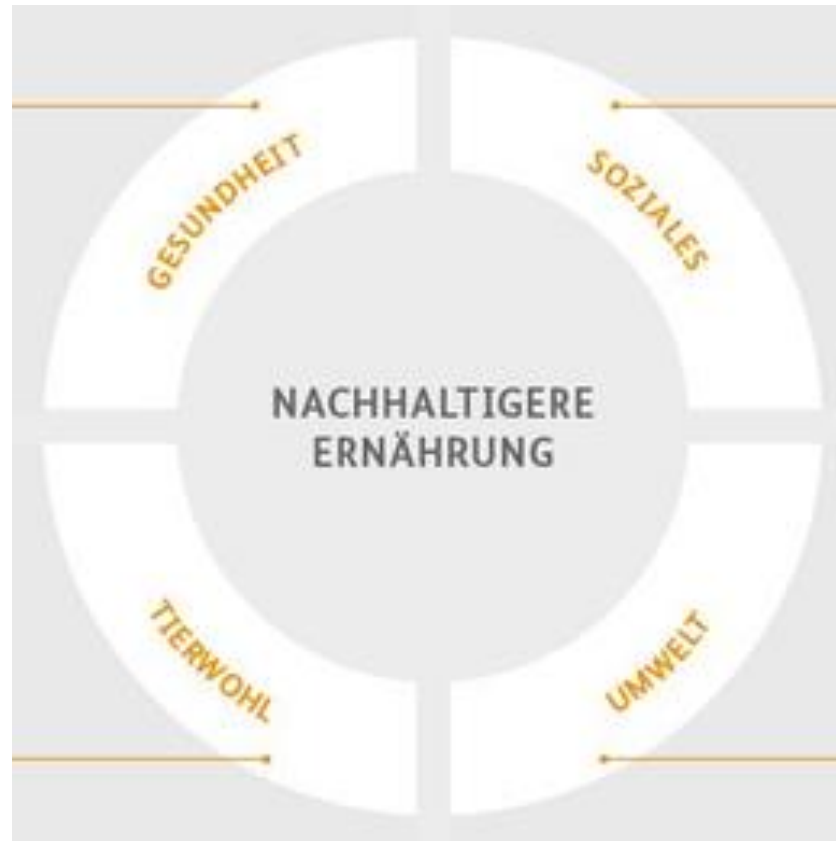 GESUNDHEIT
SOZIALES
NACHHALTIGERE
ERNÄHRUNG
TIERWOHL
UMWELT